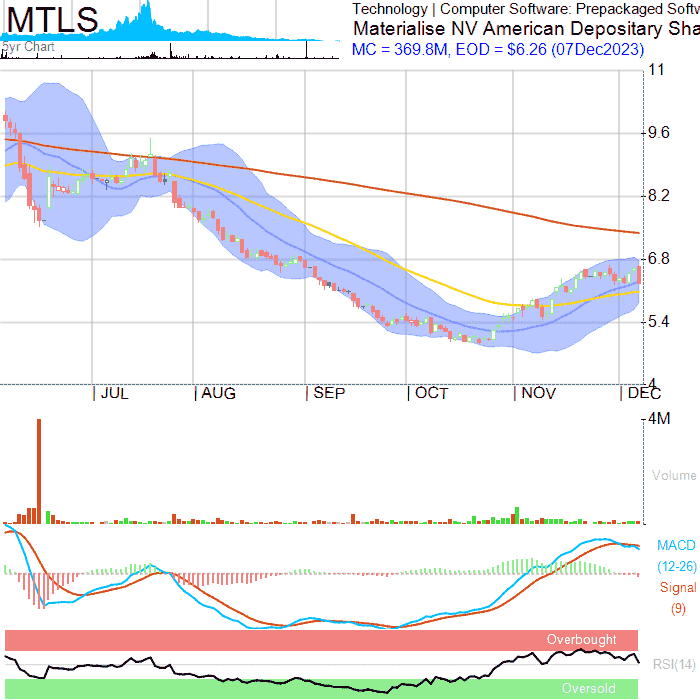 MTLS
5yr Chart
Technology | Computer Software: Prepackaged Softw
Materialise NV American Depositary Sha
MC = 369.8M, EOD = $6.26 (07Dec2023)
11
9.6
8.2
6.8
5.4
4
JUL AUG SEP OCT NOV DEC
4M
Volume
MACD
(12-26)
Signal
(9)
Overbought
RSI(14)
Oversold